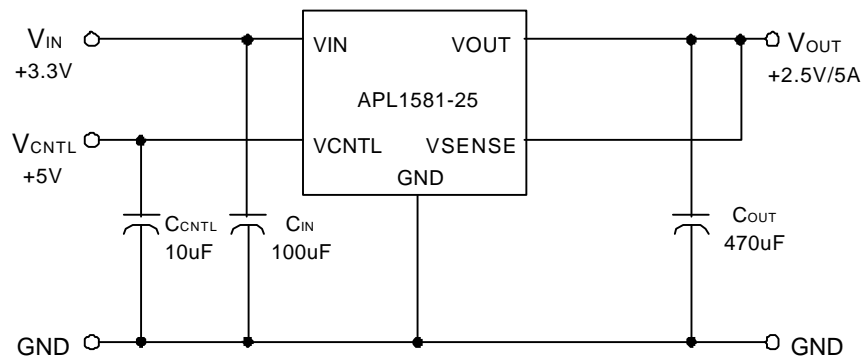 VIN
+3.3V
VIN
VOUT
VOUT
+2.5V/5A
APL1581-25
VCNTL
+5V
VCNTL
VSENSE
GND
CCNTL
10uF
CIN
100uF
COUT
470uF
GND
GND